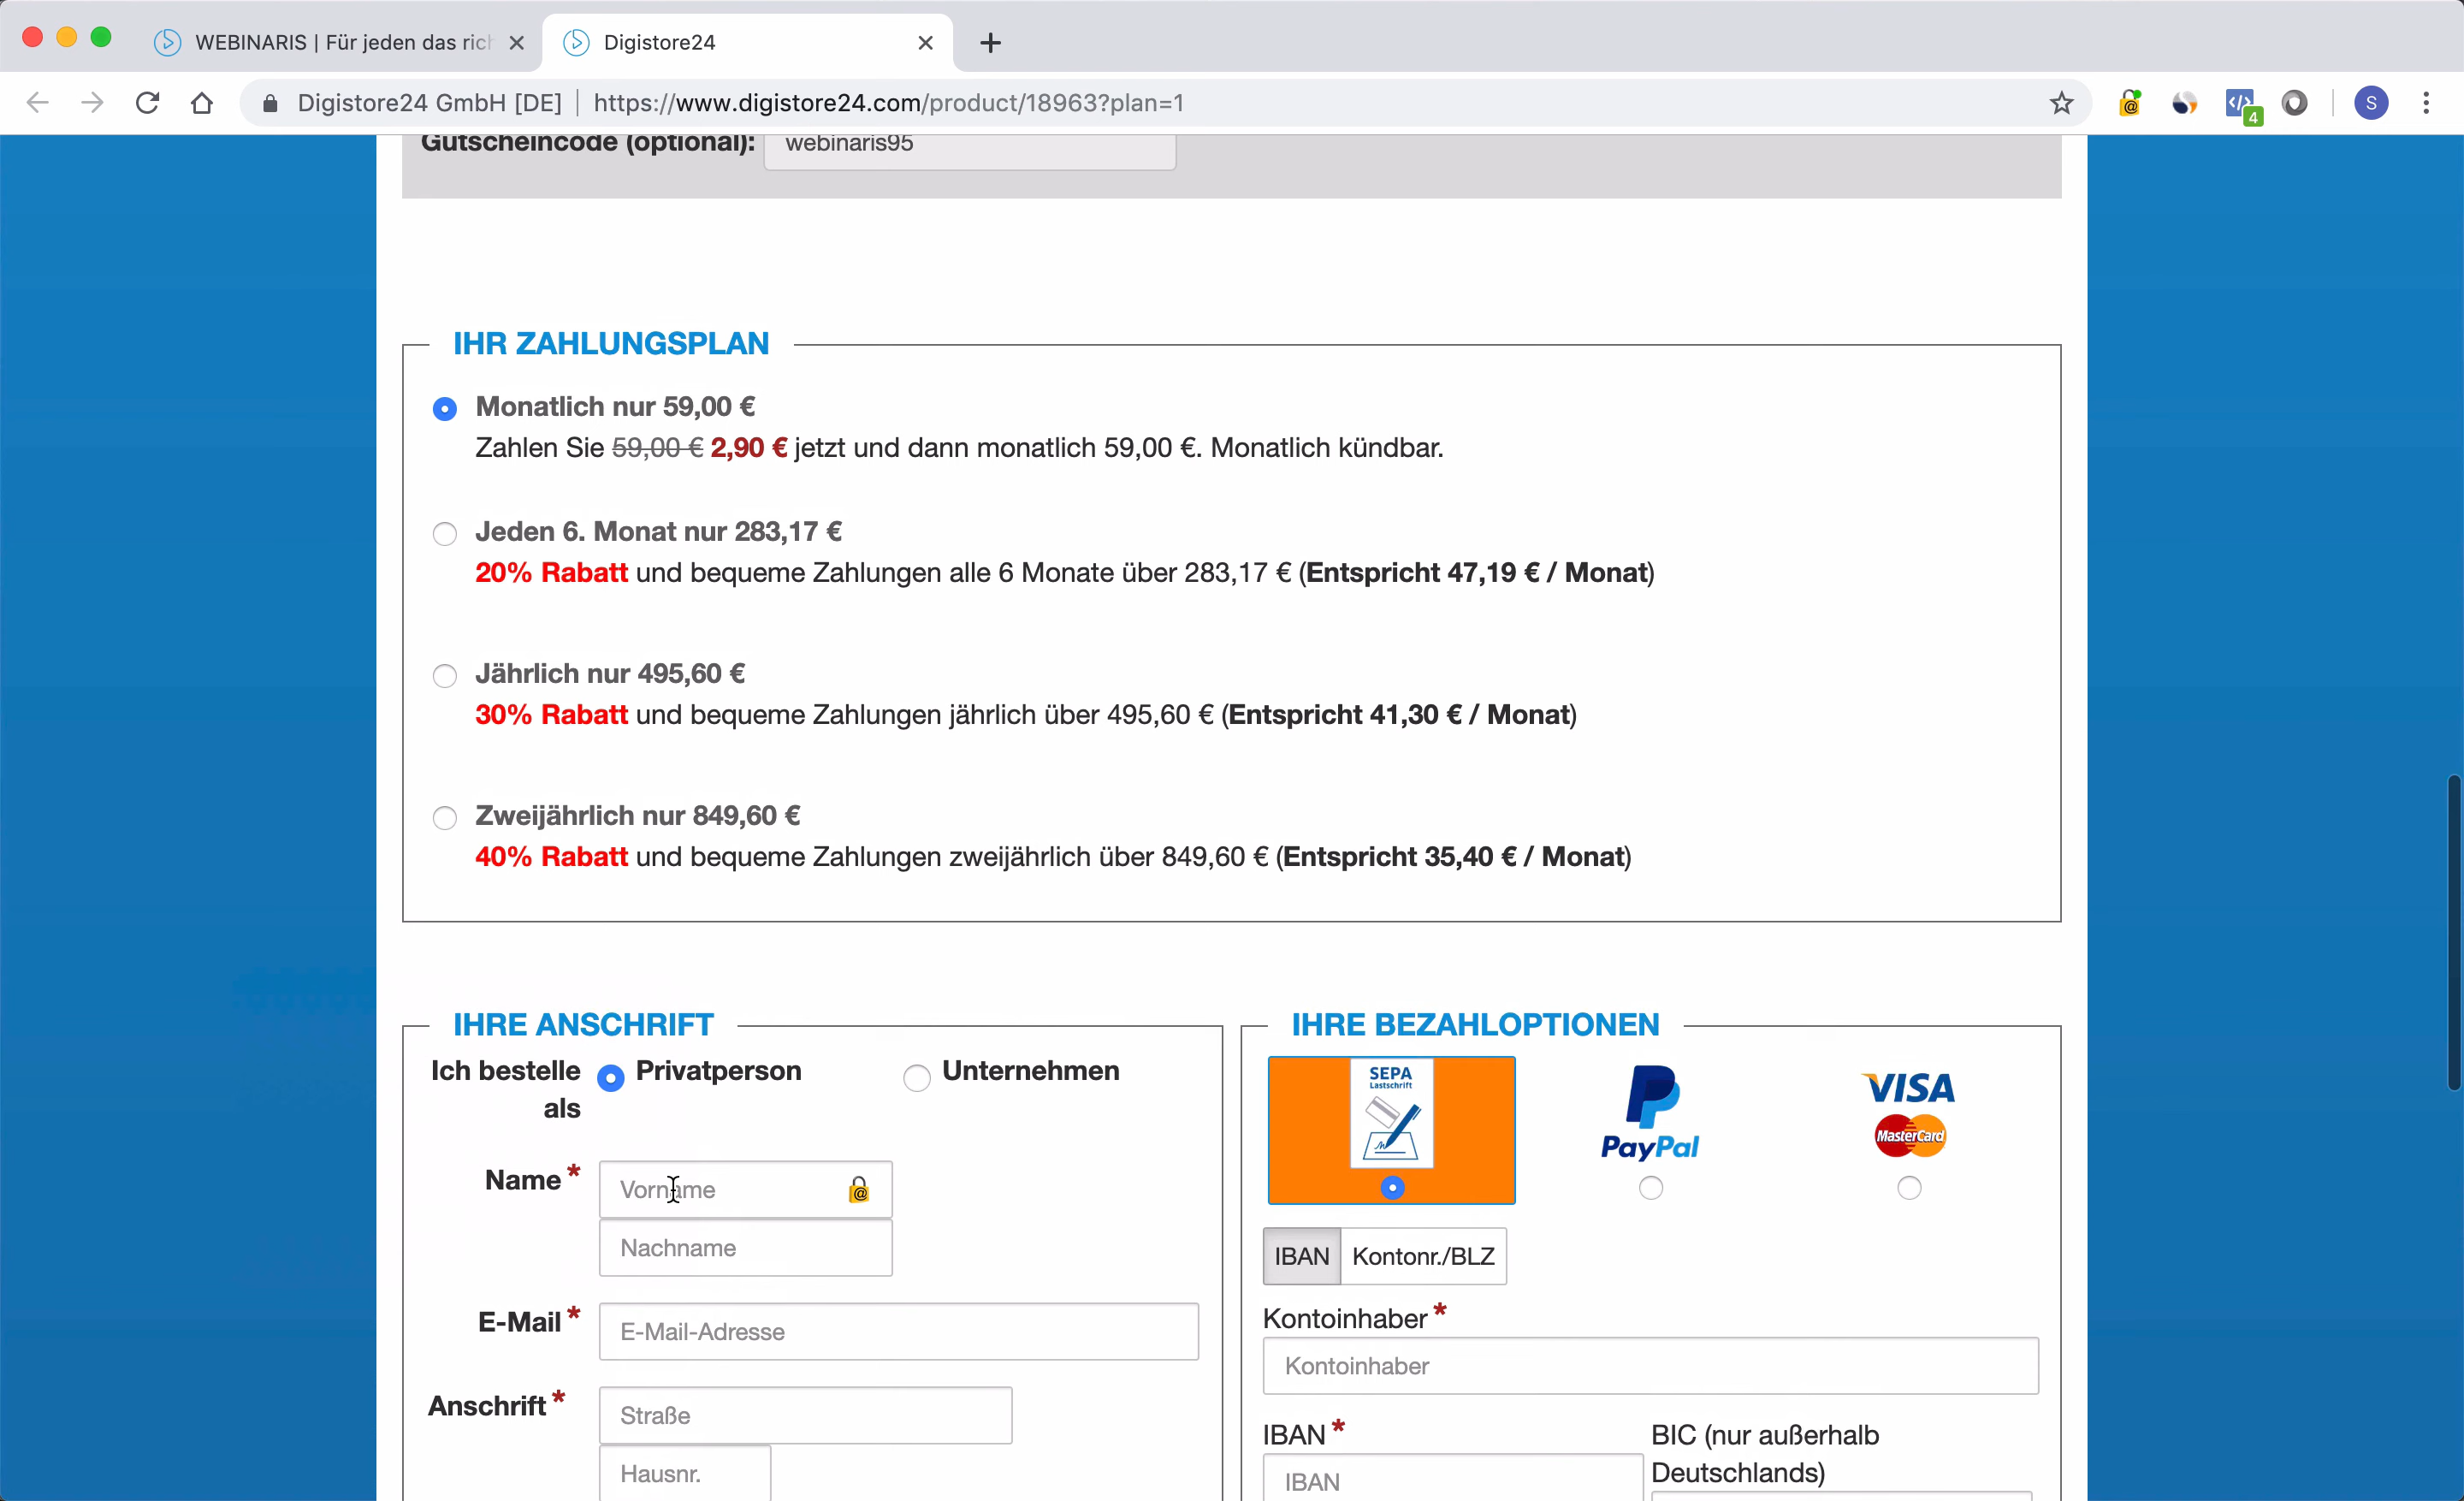 WEBINARIS | Für jeden das rich
Digistore24
Digistore24 GmbH [DE] | https://www.digistore24.com/product/18963?plan=1
S
4
Gutscheincode (optional): webinaris95
IHR ZAHLUNGSPLAN
Monatlich nur 59,00 €
Zahlen Sie 59,00 € 2,90 € jetzt und dann monatlich 59,00 €. Monatlich kündbar.
Jeden 6. Monat nur 283,17 €
20% Rabatt und bequeme Zahlungen alle 6 Monate über 283,17 € (Entspricht 47,19 € / Monat)
Jährlich nur 495,60 €
30% Rabatt und bequeme Zahlungen jährlich über 495,60 € (Entspricht 41,30 € / Monat)
Zweijährlich nur 849,60 €
40% Rabatt und bequeme Zahlungen zweijährlich über 849,60 € (Entspricht 35,40 € / Monat)
IHRE ANSCHRIFT
Ich bestelle als
Privatperson
Unternehmen
Name *
Vorname
Nachname
E-Mail *
E-Mail-Adresse
Anschrift *
Straße
Hausnr.
IHRE BEZAHLOPTIONEN
SEPA
Lastschrift
PayPal
VISA
MasterCard
IBAN
Kontonr./BLZ
Kontoinhaber *
Kontoinhaber
IBAN *
IBAN
BIC (nur außerhalb
Deutschlands)